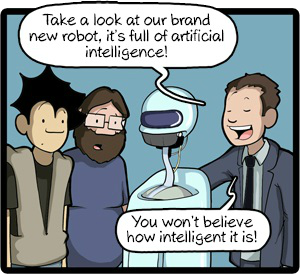 Take a look at our brand
new robot, it's full of artificial
intelligence!
You won't believe
how intelligent it is!